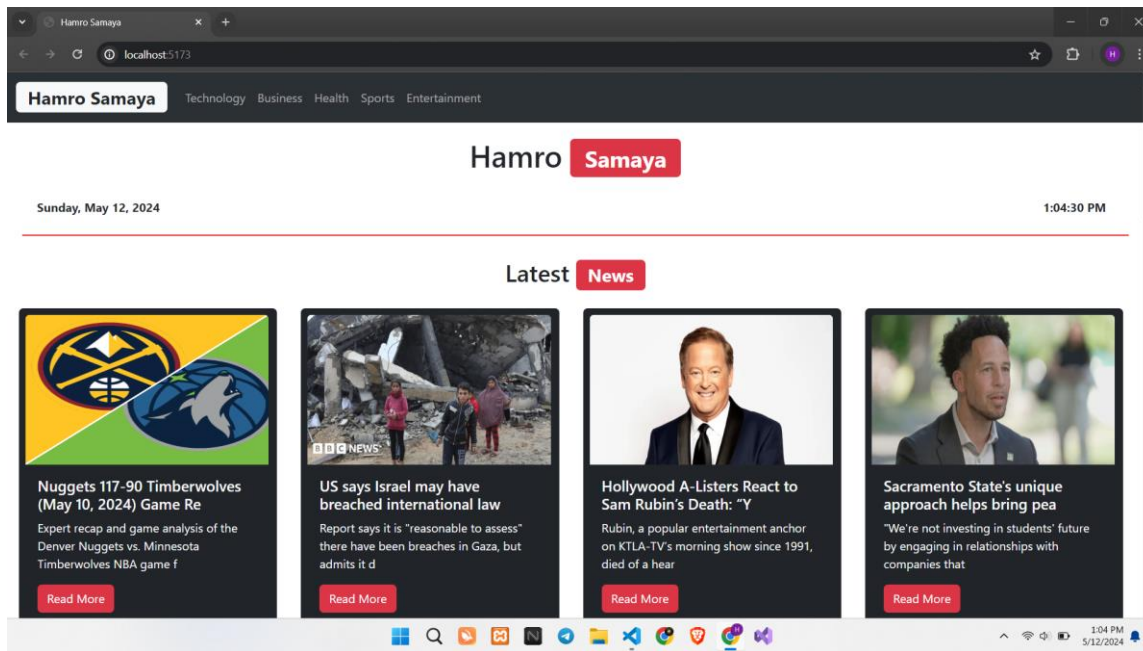 Hamro Samaya
localhost:5173
H
Hamro Samaya Technology Business Health Sports Entertainment
Hamro Samaya
Sunday, May 12, 2024 1:04:30 PM
Latest News
BBC NEWS
Nuggets 117-90 Timberwolves
(May 10, 2024) Game Re
Expert recap and game analysis of the
Denver Nuggets vs. Minnesota
Timberwolves NBA game f
Read More
US says Israel may have
breached international law
Report says it is "reasonable to assess"
there have been breaches in Gaza, but
admits it d
Read More
Hollywood A-Listers React to
Sam Rubin’s Death: “Y
Rubin, a popular entertainment anchor
on KTLA-TV’s morning show since 1991,
died of a hear
Read More
Sacramento State's unique
approach helps bring pea
"We're not investing in students' future
by engaging in relationships with
companies that
Read More
1:04 PM
5/12/2024